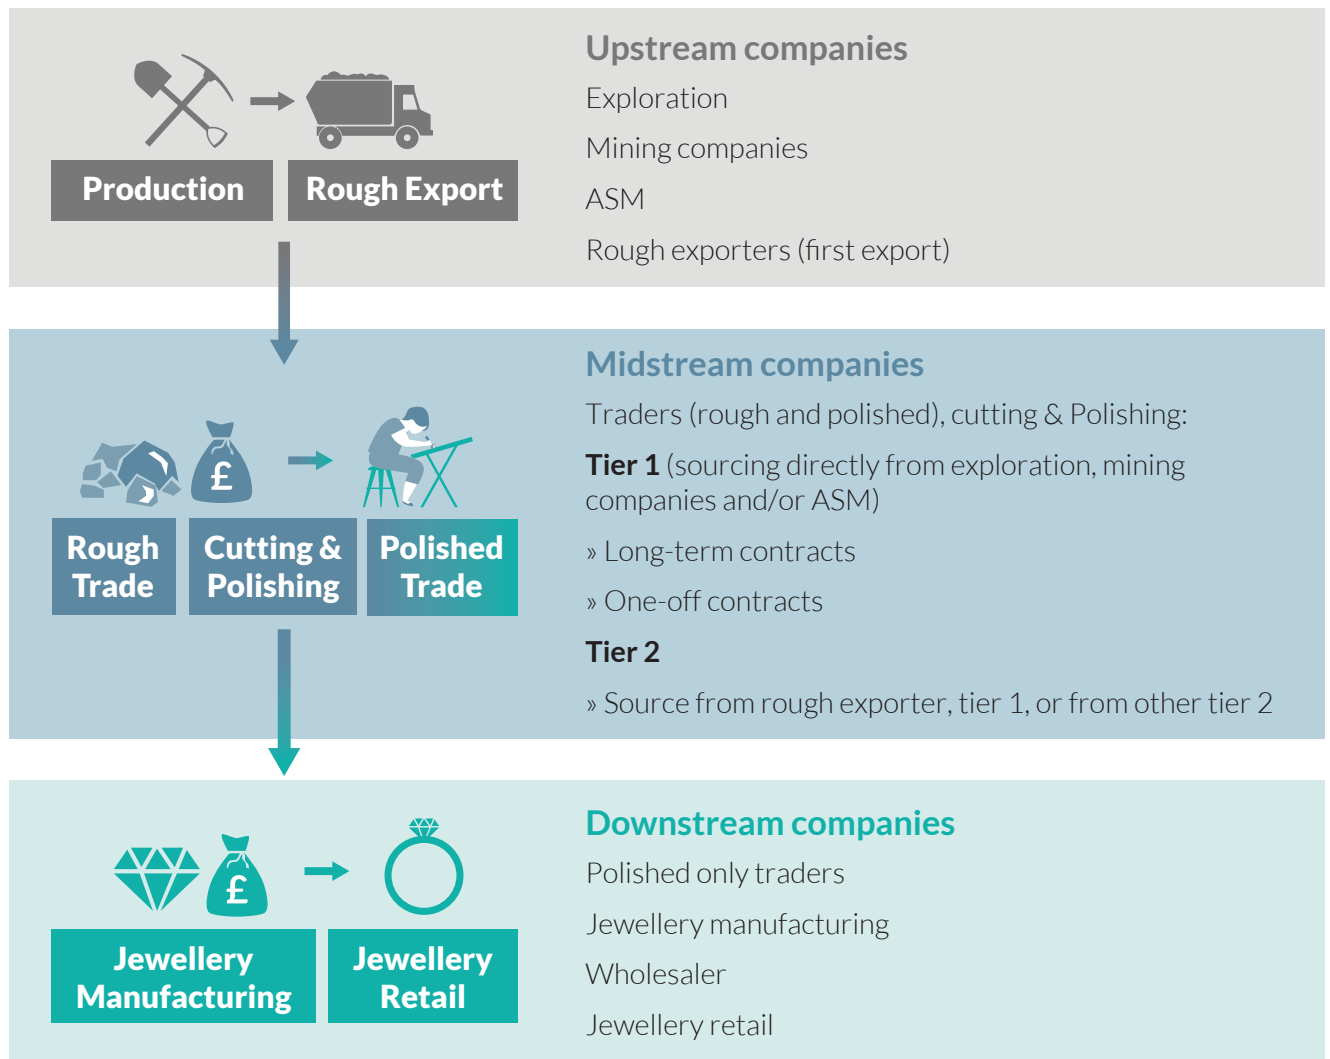 Upstream companies
Exploration
Mining companies
ASM
Rough exporters (first export)
Production
Rough Export
Midstream companies
Traders (rough and polished), cutting & Polishing:
Tier 1 (sourcing directly from exploration, mining
companies and/or ASM)
» Long-term contracts
» One-off contracts
Tier 2
» Source from rough exporter, tier 1, or from other tier 2
£
Rough
Trade
Cutting &
Polishing
Polished
Trade
Downstream companies
Polished only traders
Jewellery manufacturing
Wholesaler
Jewellery retail
£
Jewellery
Manufacturing
Jewellery
Retail